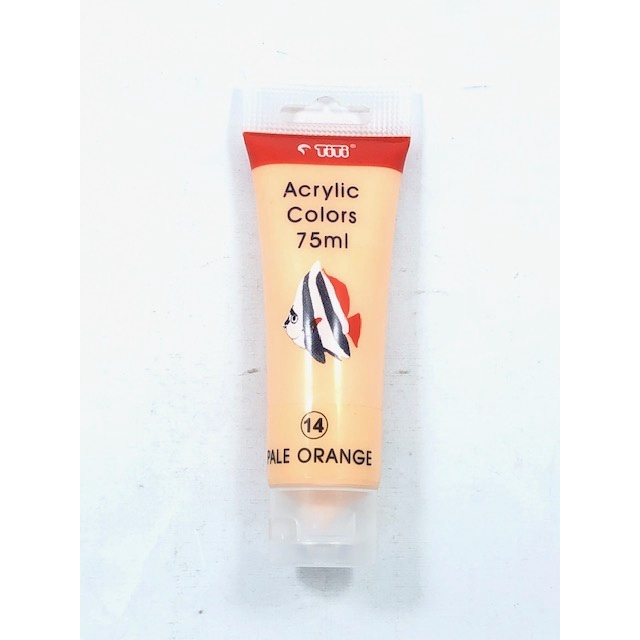 TiTi®
Acrylic
Colors
75ml
14
PALE ORANGE